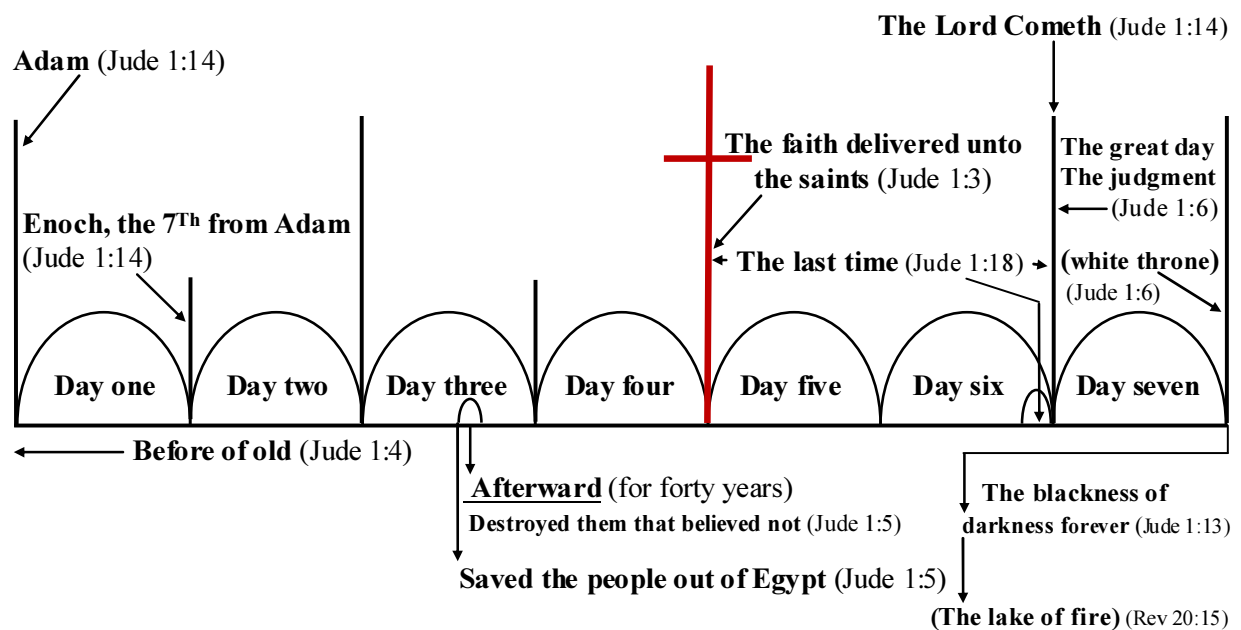 The Lord Cometh (Jude 1:14)
Adam (Jude 1:14)
The faith delivered unto
the saints (Jude 1:3)
The great day
The judgment
(Jude 1:6)
Enoch, the 7Th from Adam
(Jude 1:14)
The last time (Jude 1:18)
(white throne)
(Jude 1:6)
Day one Day two Day three Day four Day five Day six Day seven
Before of old (Jude 1:4)
Afterward (for forty years)
Destroyed them that believed not (Jude 1:5)
Saved the people out of Egypt (Jude 1:5)
The blackness of
darkness forever (Jude 1:13)
(The lake of fire) (Rev 20:15)